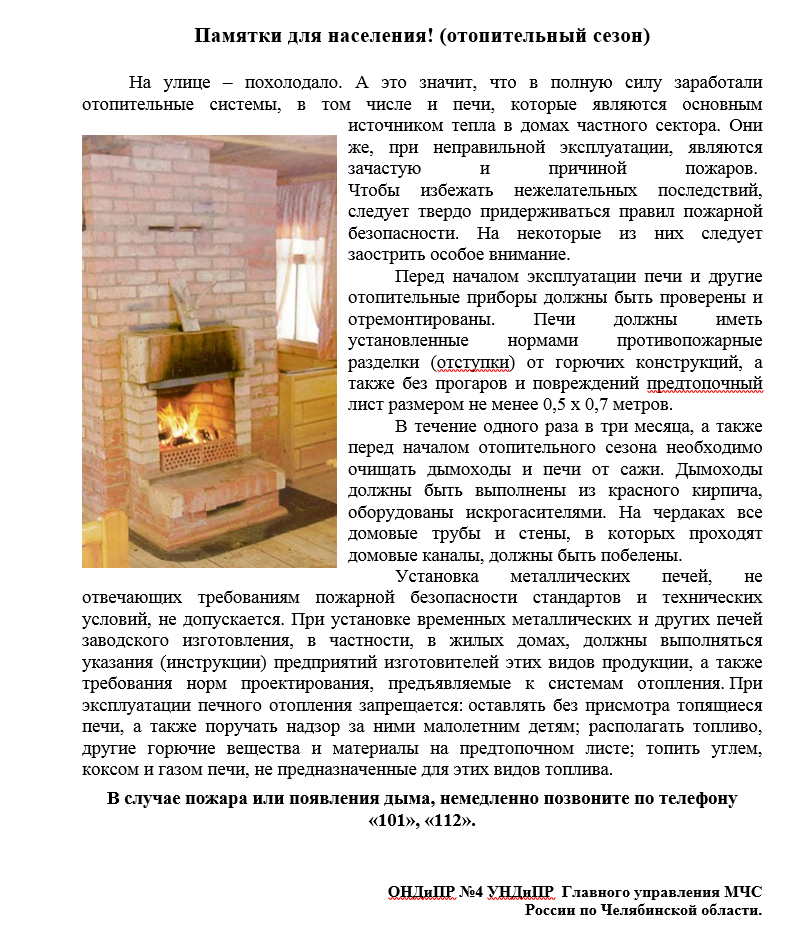 Памятки для населения! (отопительный сезон)
На улице – похолодало. А это значит, что в полную силу заработали
отопительные системы, в том числе и печи, которые являются основным
источником тепла в домах частного сектора. Они
же, при неправильной эксплуатации, являются
зачастую и причиной пожаров.
Чтобы избежать нежелательных последствий,
следует твердо придерживаться правил пожарной
безопасности. На некоторые из них следует
заострить особое внимание.
Перед началом эксплуатации печи и другие
отопительные приборы должны быть проверены и
отремонтированы. Печи должны иметь
установленные нормами противопожарные
разделки (отступки) от горючих конструкций, а
также без прогаров и повреждений предтопочный
лист размером не менее 0,5 х 0,7 метров.
В течение одного раза в три месяца, а также
перед началом отопительного сезона необходимо
очищать дымоходы и печи от сажи. Дымоходы
должны быть выполнены из красного кирпича,
оборудованы искрогасителями. На чердаках все
домовые трубы и стены, в которых проходят
домовые каналы, должны быть побелены.
Установка металлических печей, не
отвечающих требованиям пожарной безопасности стандартов и технических
условий, не допускается. При установке временных металлических и других печей
заводского изготовления, в частности, в жилых домах, должны выполняться
указания (инструкции) предприятий изготовителей этих видов продукции, а также
требования норм проектирования, предъявляемые к системам отопления. При
эксплуатации печного отопления запрещается: оставлять без присмотра топящиеся
печи, а также поручать надзор за ними малолетним детям; располагать топливо,
другие горючие вещества и материалы на предтопочном листе; топить углем,
коксом и газом печи, не предназначенные для этих видов топлива.
В случае пожара или появления дыма, немедленно позвоните по телефону
«101», «112».
ОНДиПР №4 УНДиПР Главного управления МЧС
России по Челябинской области.